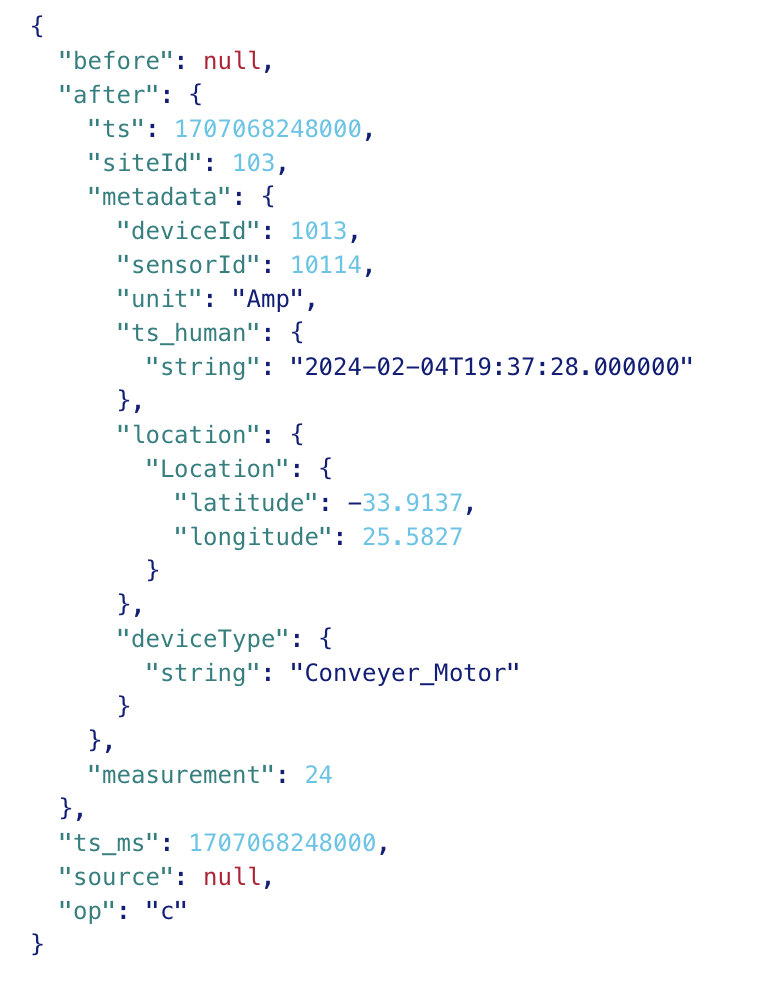 {
  "before": null,
  "after": {
    "ts": 1707068248000,
    "siteId": 103,
    "metadata": {
      "deviceId": 1013,
      "sensorId": 10114,
      "unit": "Amp",
      "ts_human": {
        "string": "2024-02-04T19:37:28.000000"
      },
      "location": {
        "Location": {
          "latitude": -33.9137,
          "longitude": 25.5827
        }
      },
      "deviceType": {
        "string": "Conveyer_Motor"
      }
    },
    "measurement": 24
  },
  "ts_ms": 1707068248000,
  "source": null,
  "op": "c"
}